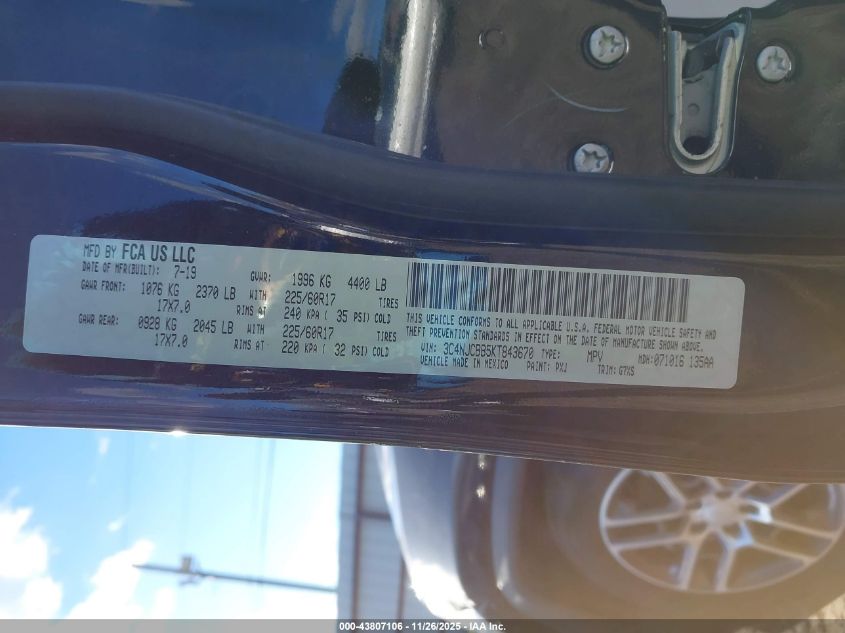 MFD BY FCA US LLC
DATE OF MFR(BUILT): 7-19 GVWR: 1996 KG 4400 LB
GAWR FRONT: 1076 KG 2370 LB WITH 225/60R17 TIRES
17X7.0 RIMS AT 240 KPA ( 35 PSI) COLD
GAWR REAR: 0928 KG 2045 LB WITH 225/60R17 TIRES
17X7.0 RIMS AT 220 KPA ( 32 PSI) COLD
THIS VEHICLE CONFORMS TO ALL APPLICABLE U.S.A. FEDERAL MOTOR VEHICLE SAFETY AND
THEFT PREVENTION STANDARDS IN EFFECT ON THE DATE OF MANUFACTURE SHOWN ABOVE.
VIN: 3C4NJCBB5KT843670 TYPE: MPV MDH: 071016 135AA
VEHICLE MADE IN MEXICO PAINT: PXJ TRIM: G7XS
000-43807106 | 11/26/2025 | IAA Inc.